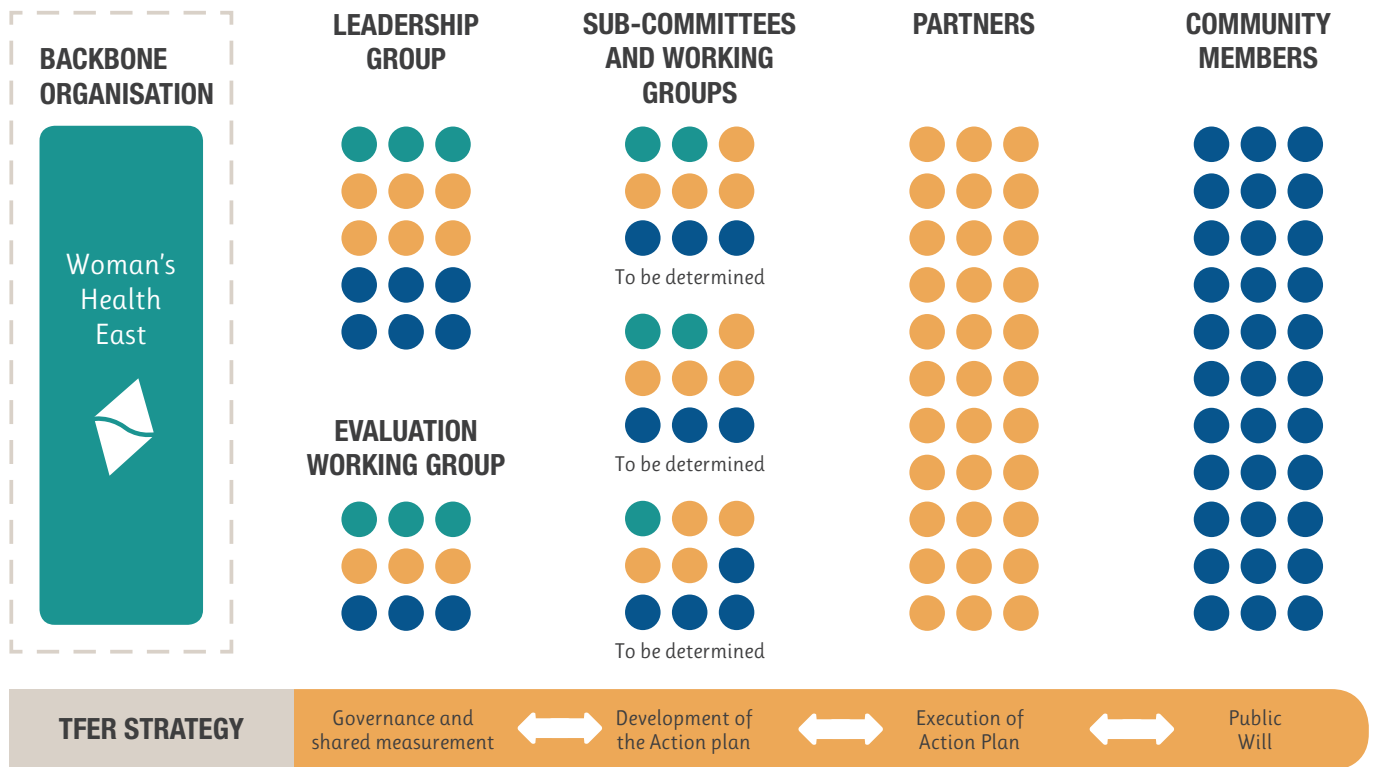 BACKBONE
ORGANISATION
Woman's
Health
East
LEADERSHIP
GROUP
EVALUATION
WORKING GROUP
SUB-COMMITTEES
AND WORKING
GROUPS
To be determined
To be determined
To be determined
PARTNERS
COMMUNITY
MEMBERS
TFER STRATEGY
Governance and
shared measurement
Development of
the Action plan
Execution of
Action Plan
Public
Will